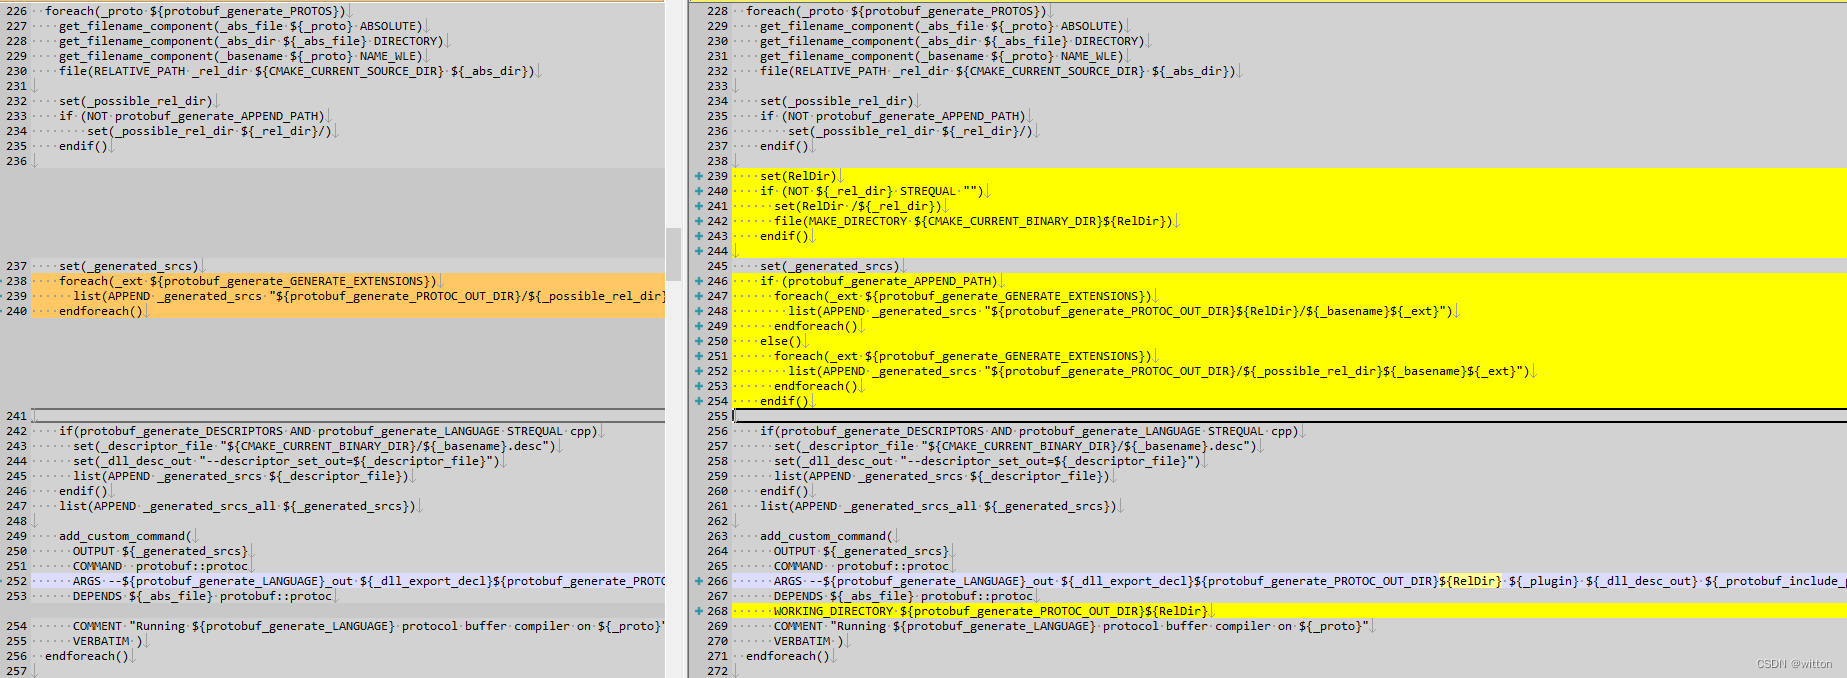 226   foreach(_proto ${protobuf_generate_PROTOS})
227     get_filename_component(_abs_file ${_proto} ABSOLUTE)
228     get_filename_component(_abs_dir ${_abs_file} DIRECTORY)
229     get_filename_component(_basename ${_proto} NAME_WLE)
230     file(RELATIVE_PATH _rel_dir ${CMAKE_CURRENT_SOURCE_DIR} ${_abs_dir})
231
232     set(_possible_rel_dir)
233     if (NOT protobuf_generate_APPEND_PATH)
234         set(_possible_rel_dir ${_rel_dir}/)
235     endif()
236
237     set(_generated_srcs)
238     foreach(_ext ${protobuf_generate_GENERATE_EXTENSIONS})
239       list(APPEND _generated_srcs "${protobuf_generate_PROTOC_OUT_DIR}/${_possible_rel_dir}
240     endforeach()
241
242     if(protobuf_generate_DESCRIPTORS AND protobuf_generate_LANGUAGE STREQUAL cpp)
243       set(_descriptor_file "${CMAKE_CURRENT_BINARY_DIR}/${_basename}.desc")
244       set(_dll_desc_out "--descriptor_set_out=${_descriptor_file}")
245       list(APPEND _generated_srcs ${_descriptor_file})
246     endif()
247     list(APPEND _generated_srcs_all ${_generated_srcs})
248
249     add_custom_command(
250       OUTPUT ${_generated_srcs}
251       COMMAND protobuf::protoc
252       ARGS --${protobuf_generate_LANGUAGE}_out ${_dll_export_decl}${protobuf_generate_PROTO
253       DEPENDS ${_abs_file} protobuf::protoc
254       COMMENT "Running ${protobuf_generate_LANGUAGE} protocol buffer compiler on ${_proto}"
255       VERBATIM )
256   endforeach()
257
228   foreach(_proto ${protobuf_generate_PROTOS})
229     get_filename_component(_abs_file ${_proto} ABSOLUTE)
230     get_filename_component(_abs_dir ${_abs_file} DIRECTORY)
231     get_filename_component(_basename ${_proto} NAME_WLE)
232     file(RELATIVE_PATH _rel_dir ${CMAKE_CURRENT_SOURCE_DIR} ${_abs_dir})
233
234     set(_possible_rel_dir)
235     if (NOT protobuf_generate_APPEND_PATH)
236         set(_possible_rel_dir ${_rel_dir}/)
237     endif()
238
+ 239     set(RelDir)
+ 240     if (NOT ${_rel_dir} STREQUAL "")
+ 241       set(RelDir /${_rel_dir})
+ 242       file(MAKE_DIRECTORY ${CMAKE_CURRENT_BINARY_DIR}${RelDir})
+ 243     endif()
+ 244
245     set(_generated_srcs)
+ 246     if (protobuf_generate_APPEND_PATH)
+ 247       foreach(_ext ${protobuf_generate_GENERATE_EXTENSIONS})
+ 248         list(APPEND _generated_srcs "${protobuf_generate_PROTOC_OUT_DIR}${RelDir}/${_basename}${_ext}")
+ 249       endforeach()
+ 250     else()
+ 251       foreach(_ext ${protobuf_generate_GENERATE_EXTENSIONS})
+ 252         list(APPEND _generated_srcs "${protobuf_generate_PROTOC_OUT_DIR}/${_possible_rel_dir}${_basename}${_ext}")
+ 253       endforeach()
+ 254     endif()
255
256     if(protobuf_generate_DESCRIPTORS AND protobuf_generate_LANGUAGE STREQUAL cpp)
257       set(_descriptor_file "${CMAKE_CURRENT_BINARY_DIR}/${_basename}.desc")
258       set(_dll_desc_out "--descriptor_set_out=${_descriptor_file}")
259       list(APPEND _generated_srcs ${_descriptor_file})
260     endif()
261     list(APPEND _generated_srcs_all ${_generated_srcs})
262
263     add_custom_command(
264       OUTPUT ${_generated_srcs}
265       COMMAND protobuf::protoc
+ 266       ARGS --${protobuf_generate_LANGUAGE}_out ${_dll_export_decl}${protobuf_generate_PROTOC_OUT_DIR}${RelDir} ${_plugin} ${_dll_desc_out} ${_protobuf_include_p
267       DEPENDS ${_abs_file} protobuf::protoc
+ 268       WORKING_DIRECTORY ${protobuf_generate_PROTOC_OUT_DIR}${RelDir}
269       COMMENT "Running ${protobuf_generate_LANGUAGE} protocol buffer compiler on ${_proto}"
270       VERBATIM )
271   endforeach()
272
CSDN @witton